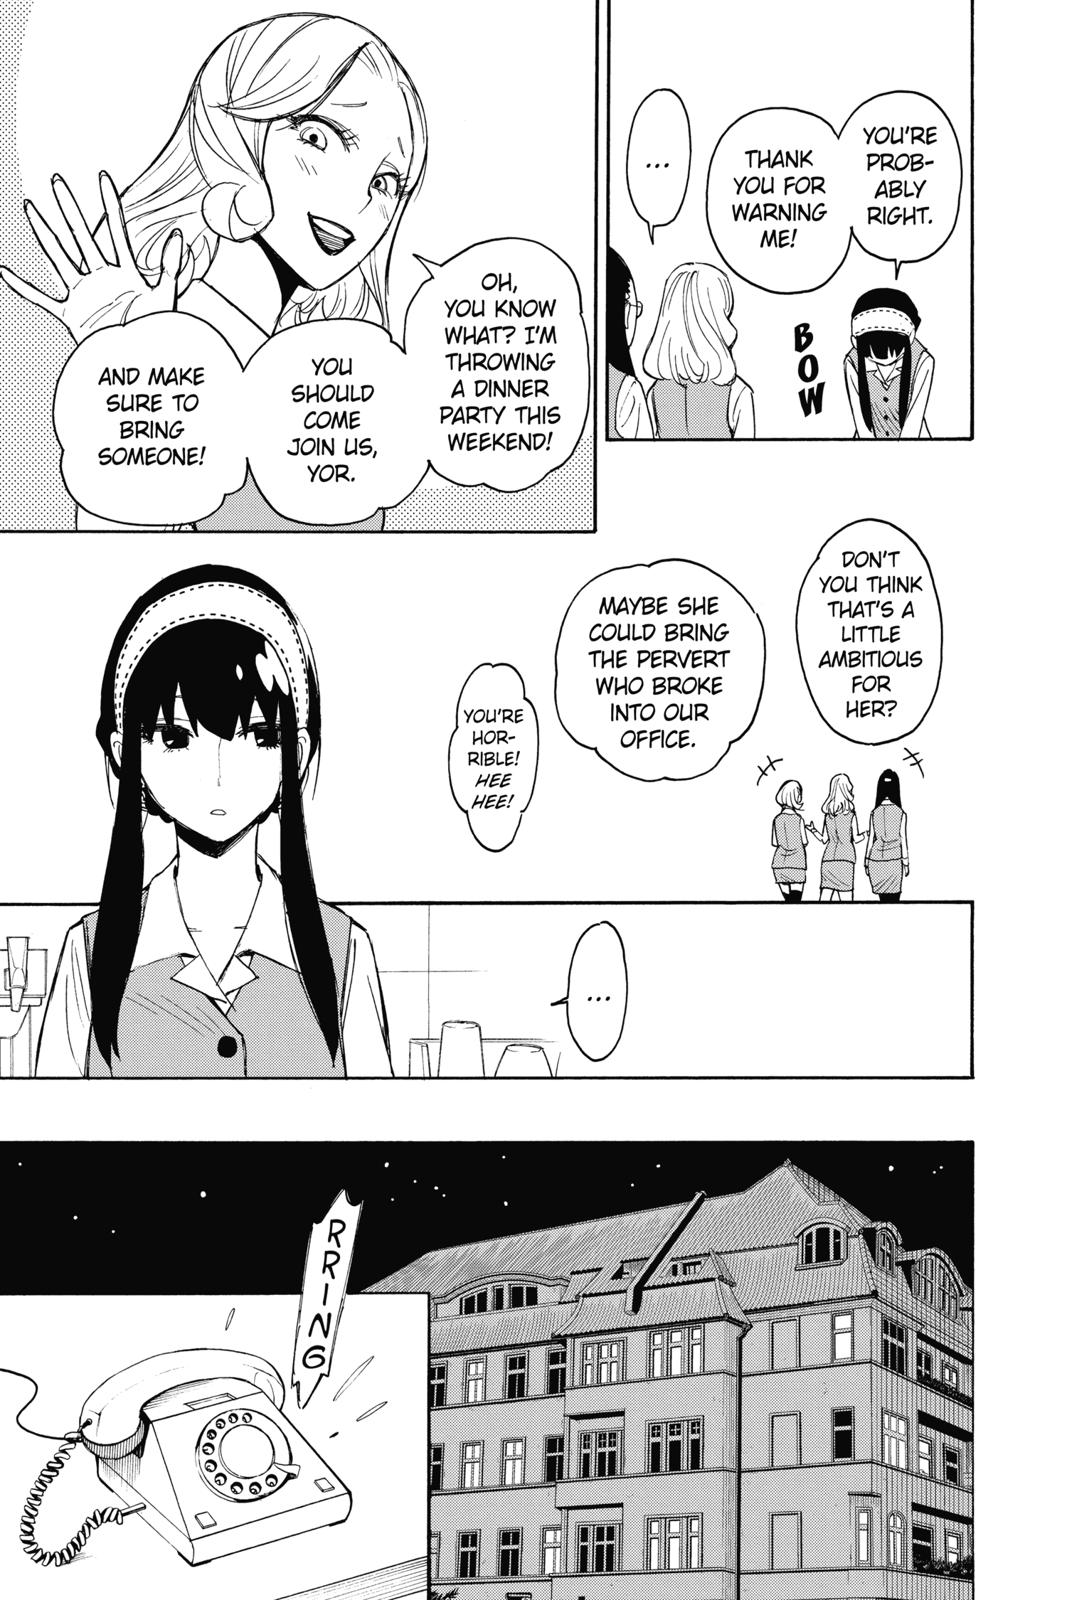 YOU'RE
PROB-
ABLY
RIGHT.
THANK
YOU FOR
WARNING
ME!
BOW
...
OH,
YOU KNOW
WHAT? I'M
THROWING
A DINNER
PARTY THIS
WEEKEND!
YOU
SHOULD
COME
JOIN US,
YOR.
AND MAKE
SURE TO
BRING
SOMEONE!
DON'T
YOU THINK
THAT'S A
LITTLE
AMBITIOUS
FOR
HER?
MAYBE SHE
COULD BRING
THE PERVERT
WHO BROKE
INTO OUR
OFFICE.
YOU'RE
HOR-
RIBLE!
HEE
HEE!
...
RRING